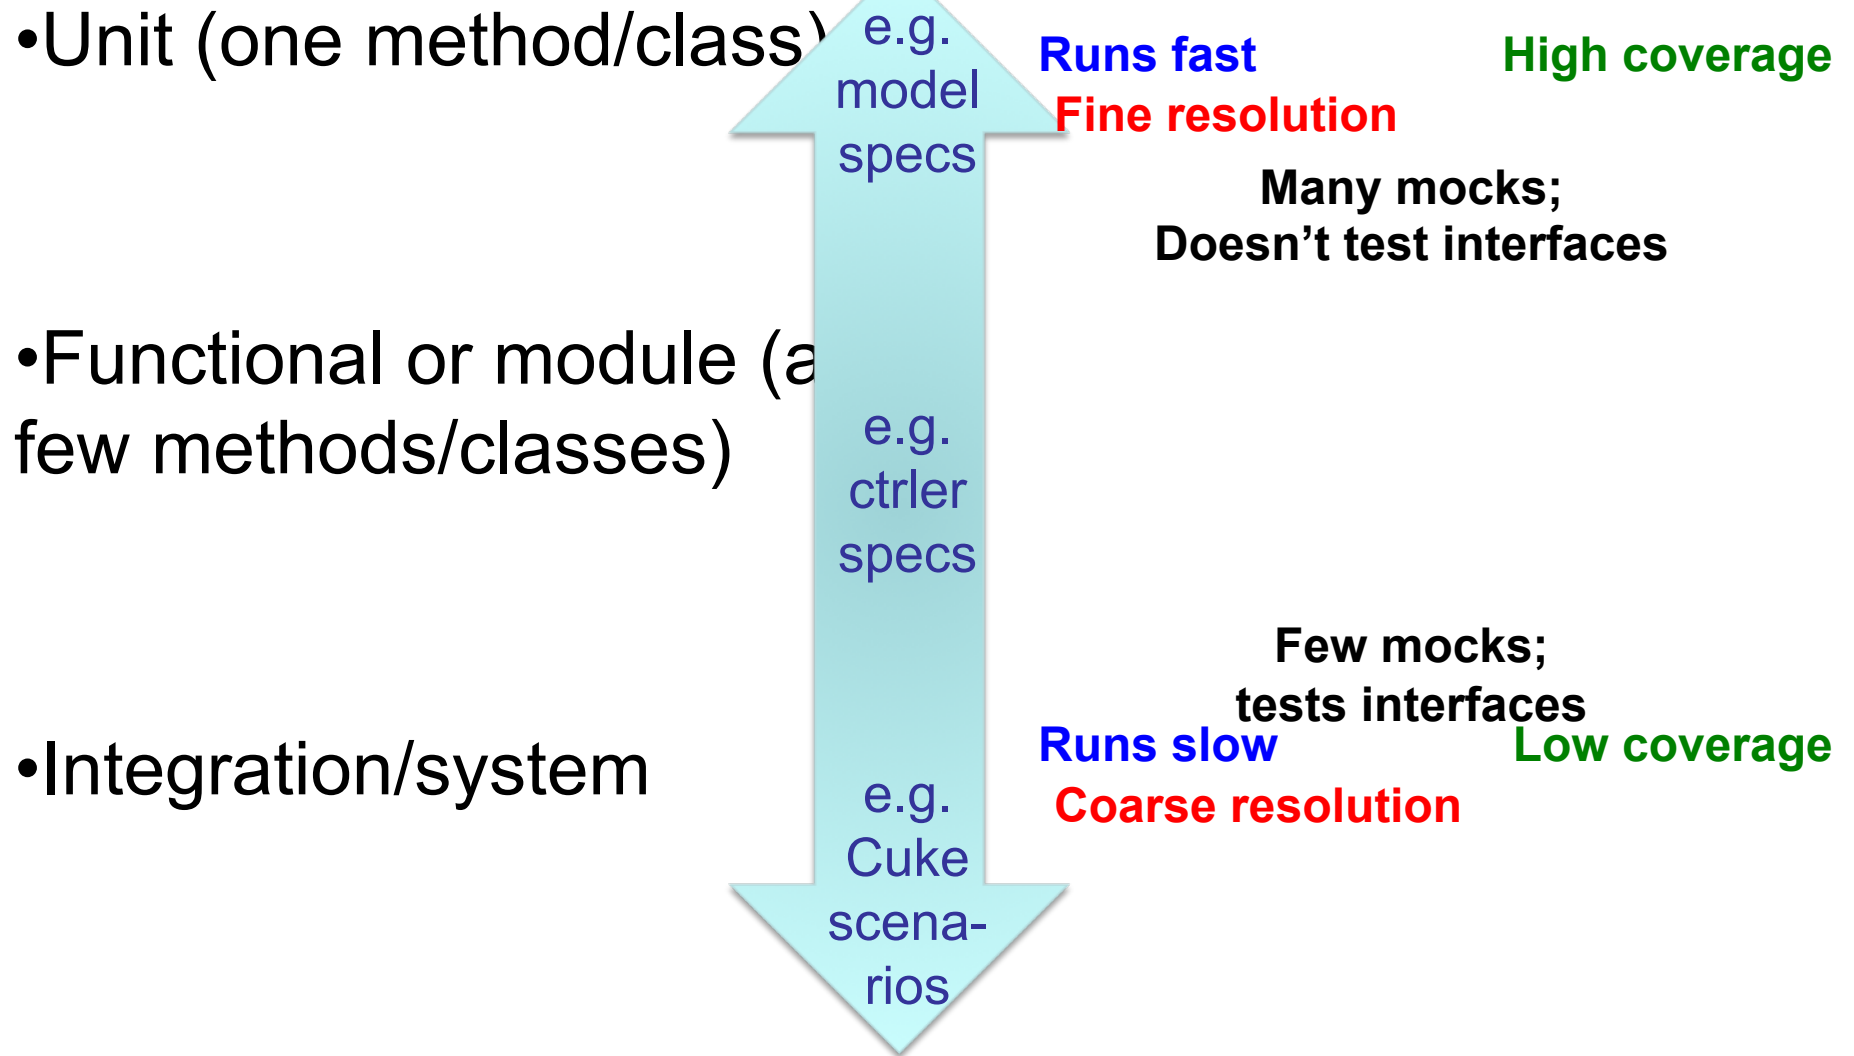 •Unit (one method/class)
e.g.
model
specs
Runs fast
High coverage
Fine resolution
Many mocks;
Doesn’t test interfaces
•Functional or module (a
few methods/classes)
e.g.
ctrler
specs
Few mocks;
tests interfaces
•Integration/system
Runs slow
Low coverage
Coarse resolution
e.g.
Cuke
scena-
rios